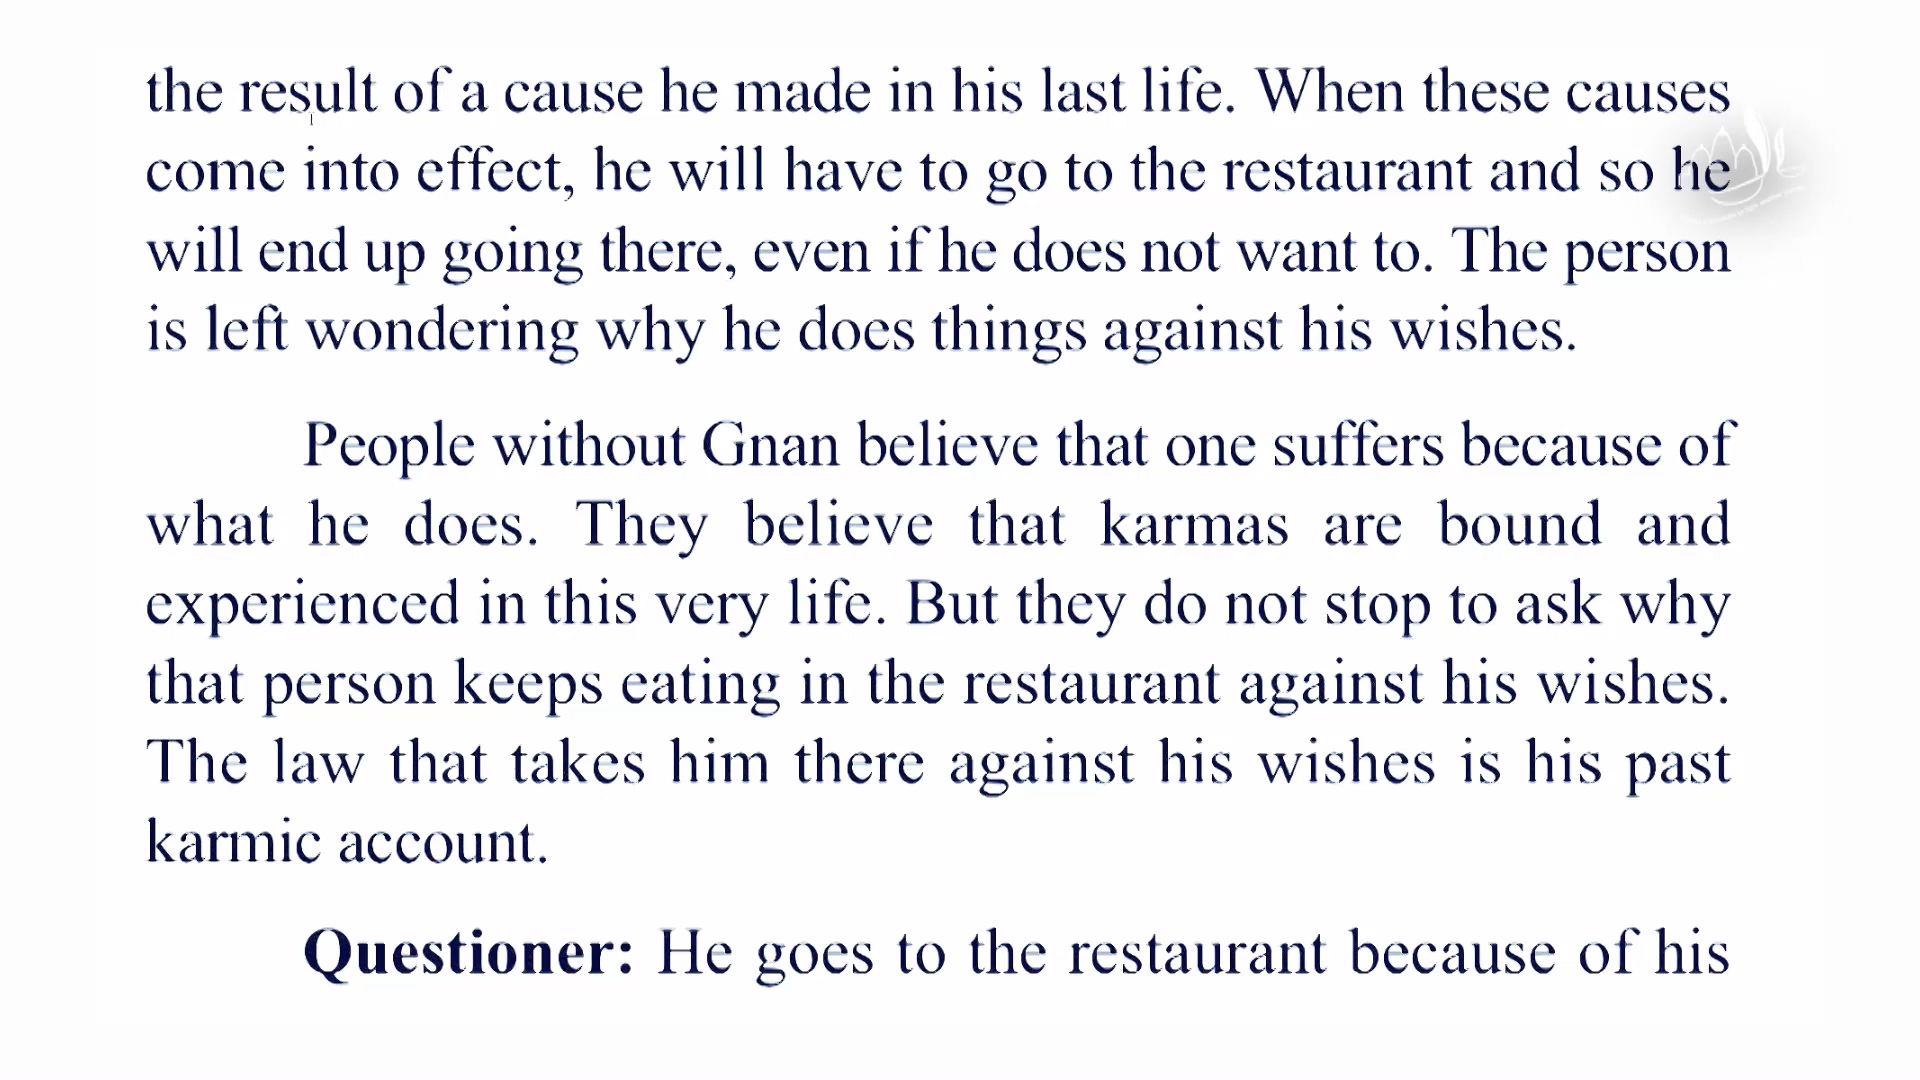 the result of a cause he made in his last life. When these causes
come into effect, he will have to go to the restaurant and so he
will end up going there, even if he does not want to. The person
is left wondering why he does things against his wishes.
People without Gnan believe that one suffers because of
what he does. They believe that karmas are bound and
experienced in this very life. But they do not stop to ask why
that person keeps eating in the restaurant against his wishes.
The law that takes him there against his wishes is his past
karmic account.
Questioner: He goes to the restaurant because of his